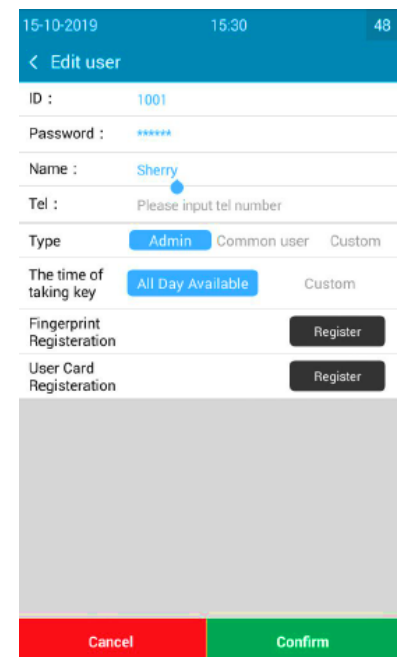 15-10-2019 15:30 48
< Edit user
ID : 1001
Password : ******
Name : Sherry
Tel : Please input tel number
Type Admin Common user Custom
The time of
taking key All Day Available Custom
Fingerprint
Registeration Register
User Card
Registeration Register
Cancel Confirm